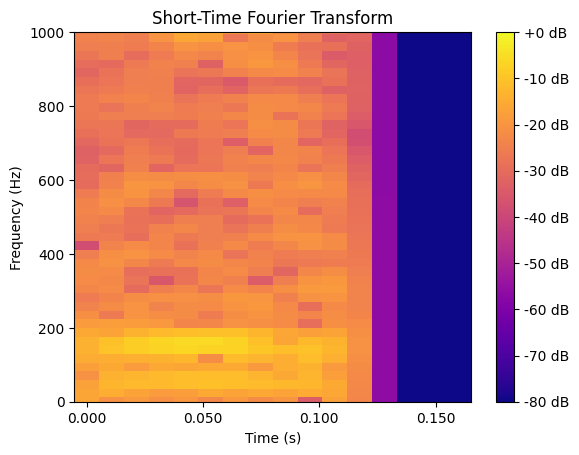 Short-Time Fourier Transform
Frequency (Hz)
1000
800
600
400
200
0
0.000
0.050
0.100
0.150
Time (s)
+0 dB
-10 dB
-20 dB
-30 dB
-40 dB
-50 dB
-60 dB
-70 dB
-80 dB